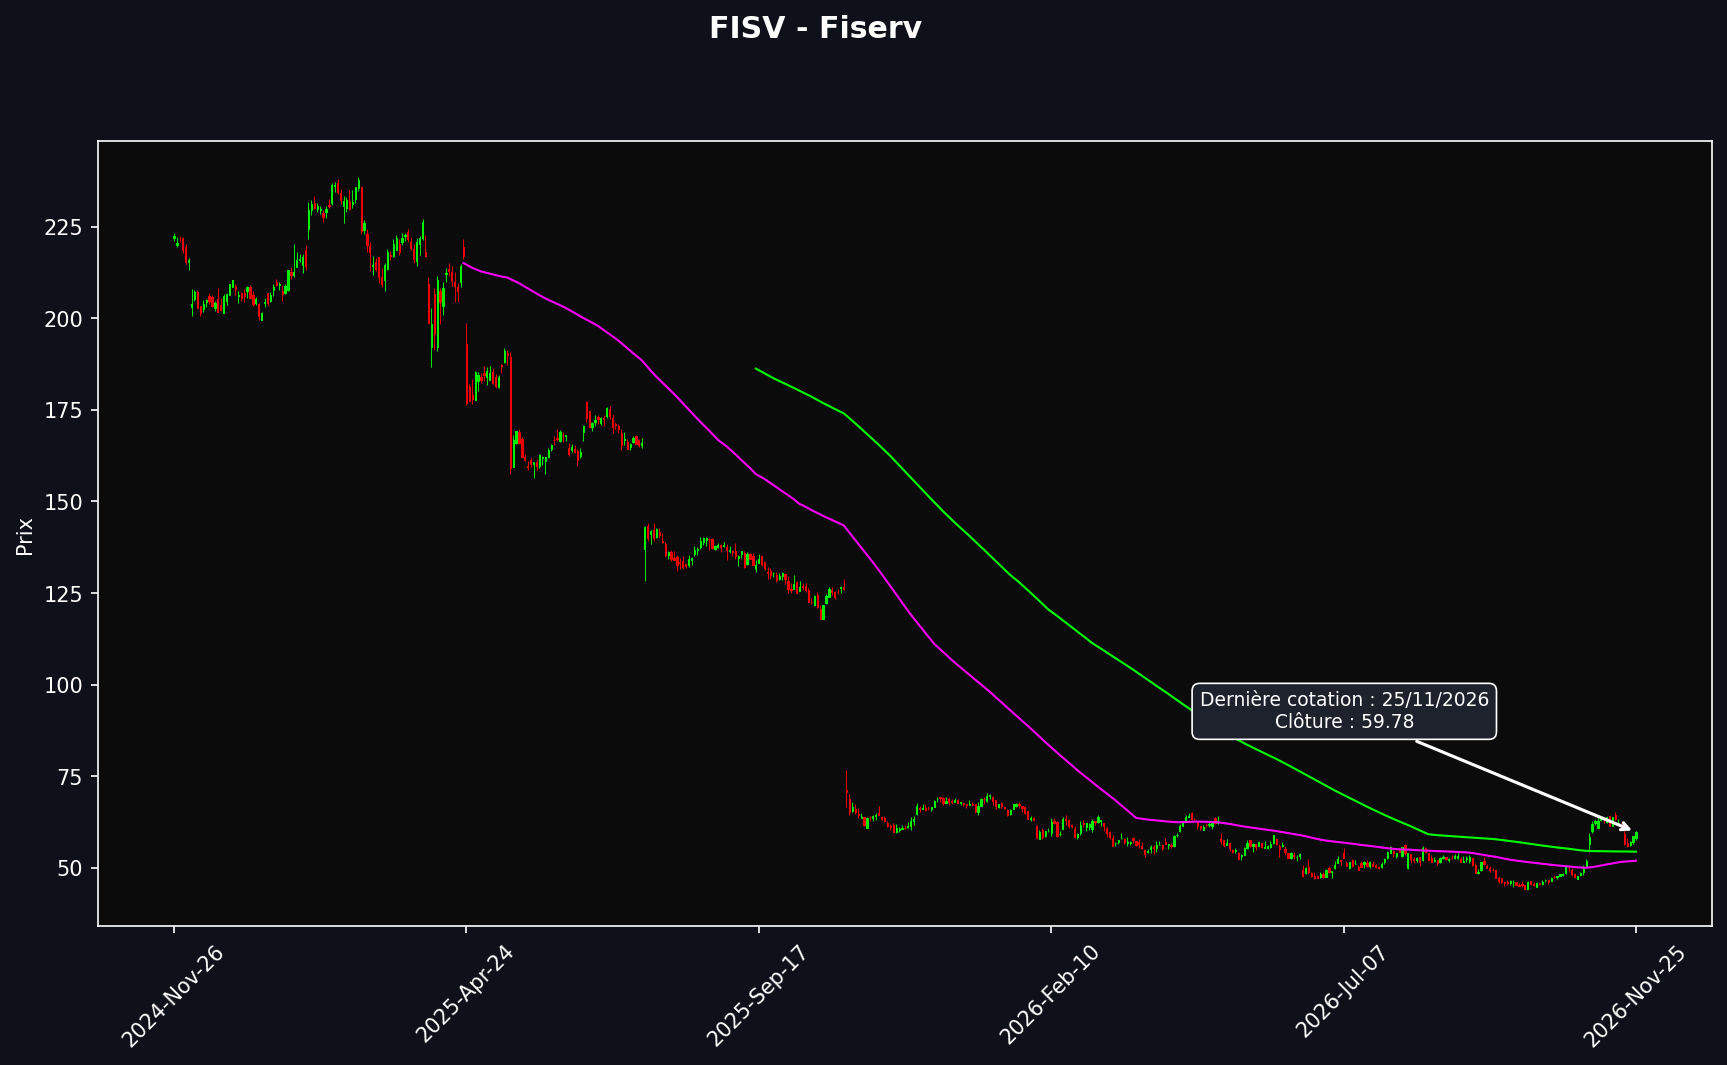 FISV - Fiserv
225
200
175
150
125
100
75
50
Prix
Dernière cotation : 25/11/2026
Clôture : 59.78
2024-Nov-26
2025-Apr-24
2025-Sep-17
2026-Feb-10
2026-Jul-07
2026-Nov-25